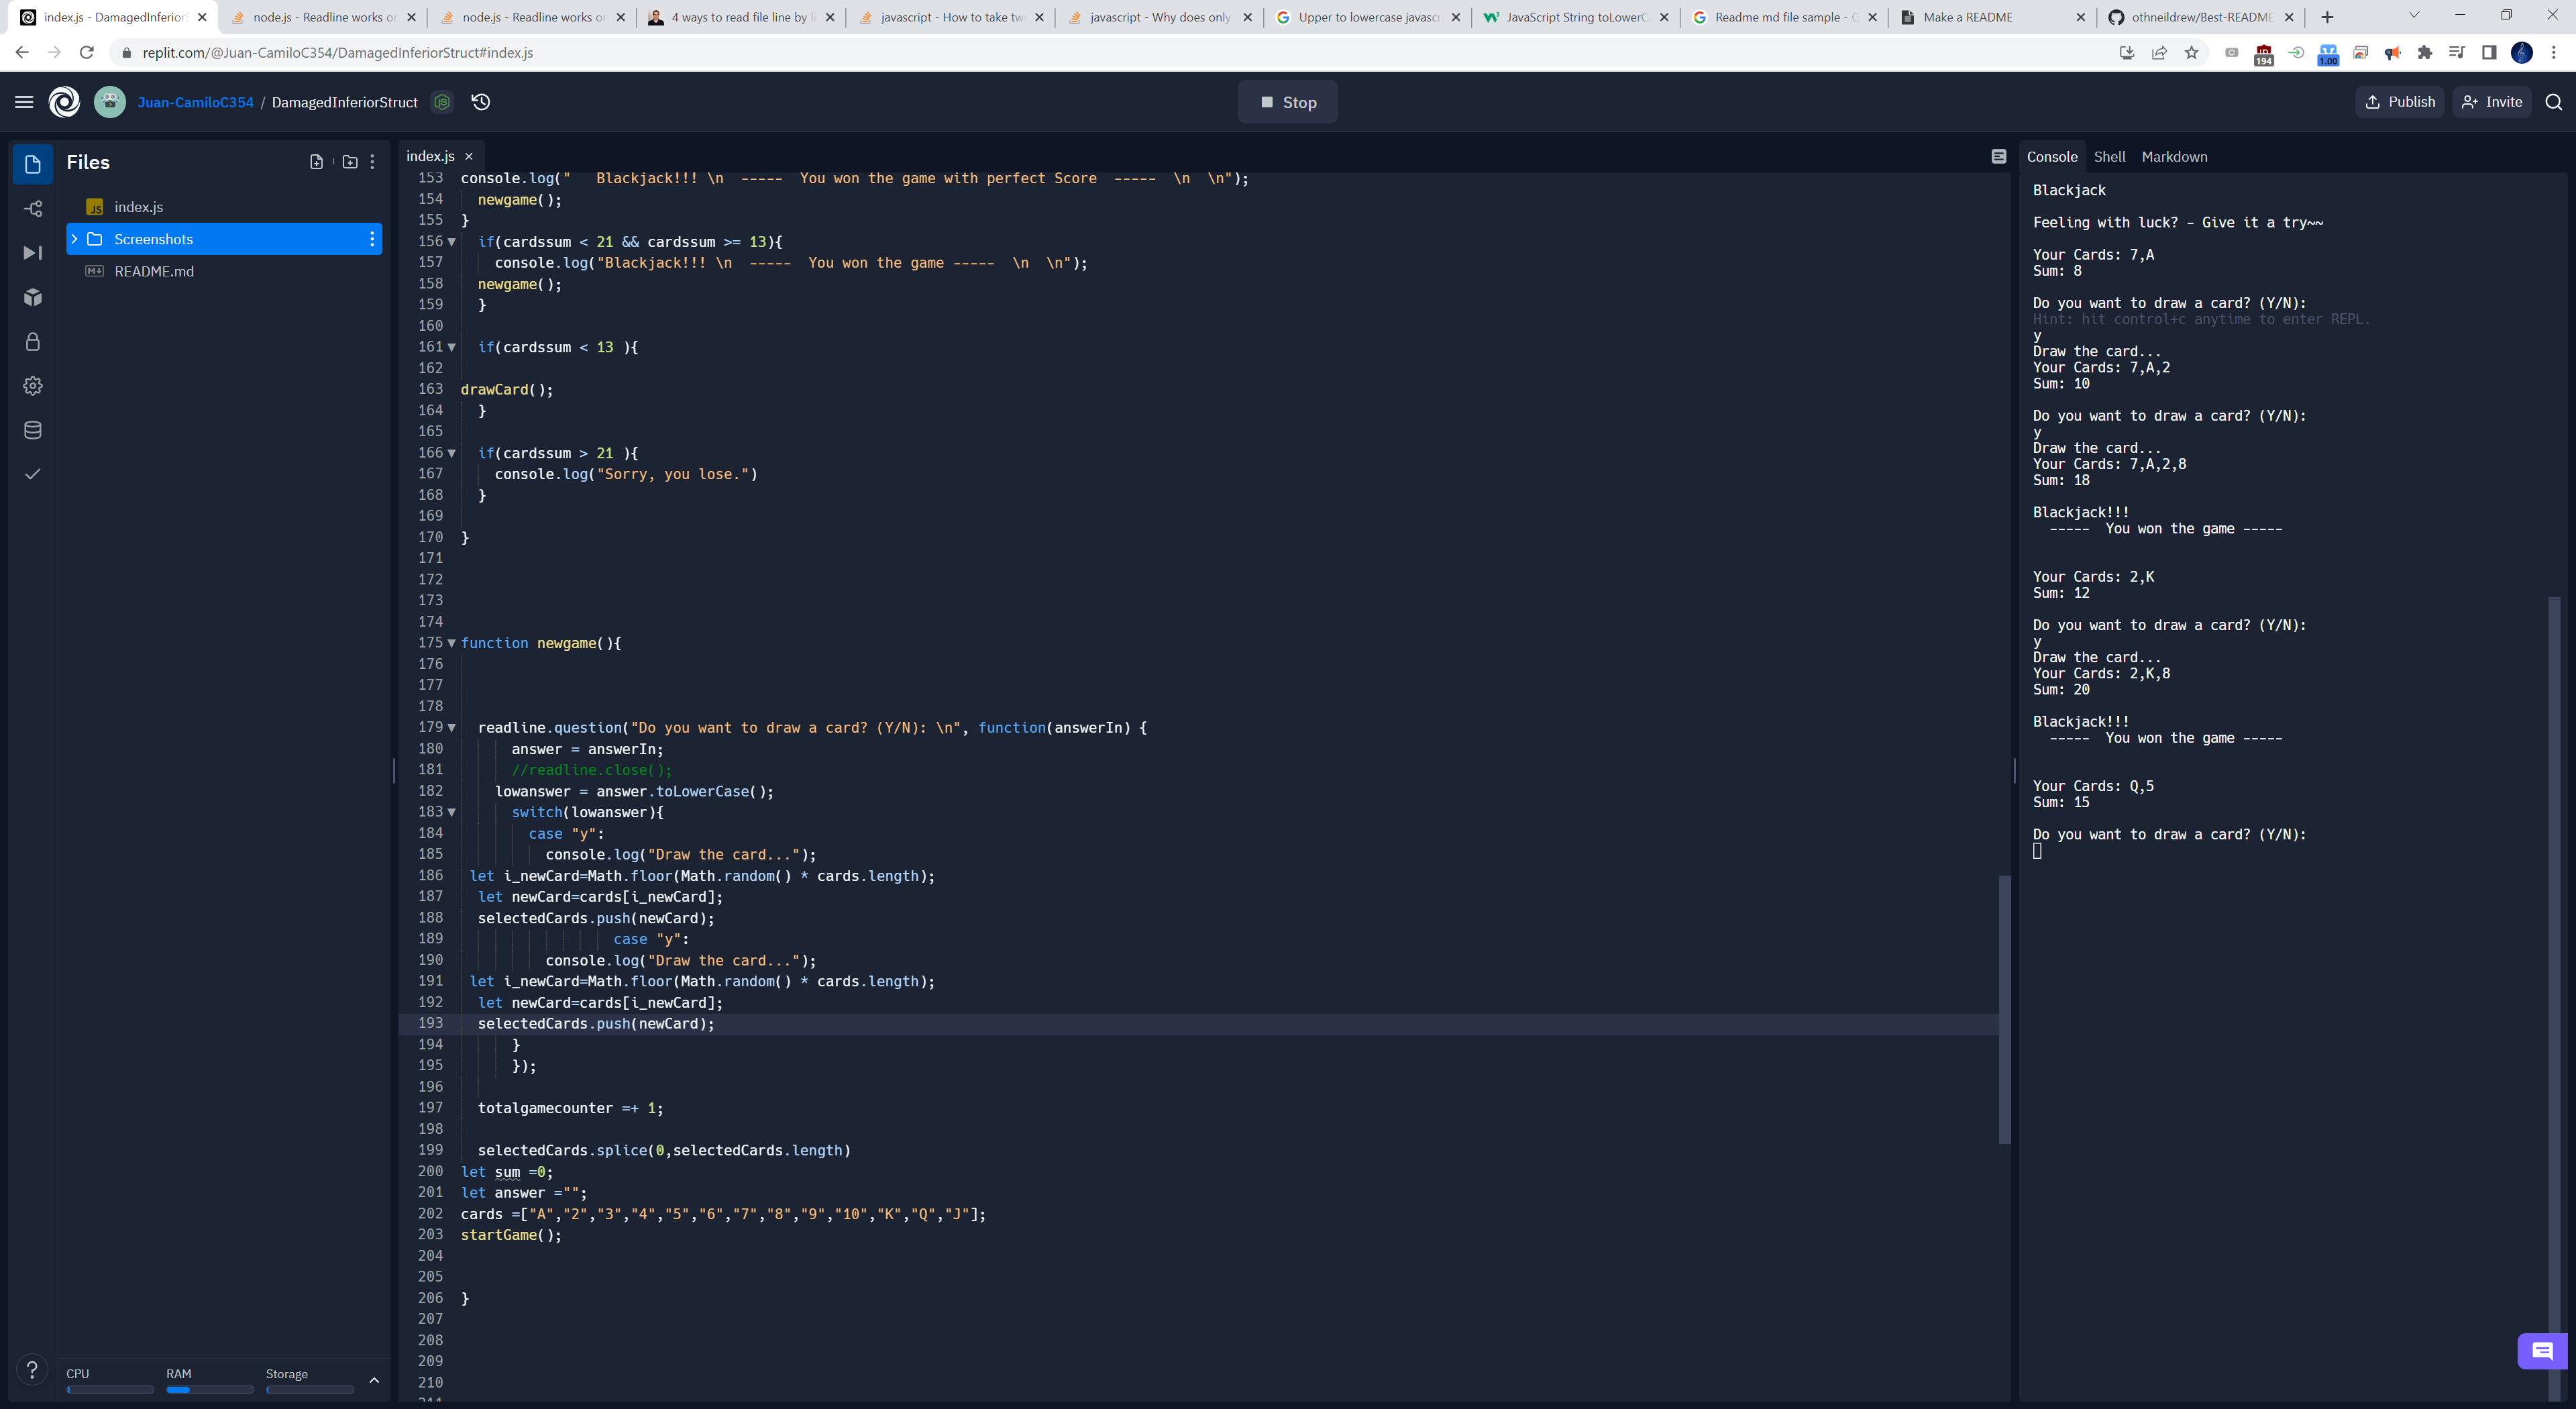 index.js - DamagedInferior
node.js - Readline works or
node.js - Readline works or
4 ways to read file line by li
javascript - How to take tw
javascript - Why does only
Upper to lowercase javascr
JavaScript String toLowerC
Readme md file sample - G
Make a README
othneildrew/Best-README
replit.com/@Juan-CamiloC354/DamagedInferiorStruct#index.js
194
1.00
Juan-CamiloC354 / DamagedInferiorStruct
Stop
Publish
Invite
Files
index.js
Screenshots
README.md
CPU
RAM
Storage
index.js
153 console.log("   Blackjack!!! \n  -----  You won the game with perfect Score  -----  \n  \n");
154 newgame();
155 }
156 if(cardssum < 21 && cardssum >= 13){
157 console.log("Blackjack!!! \n  -----  You won the game -----  \n  \n");
158 newgame();
159 }
160
161 if(cardssum < 13 ){
162
163 drawCard();
164 }
165
166 if(cardssum > 21 ){
167 console.log("Sorry, you lose.")
168 }
169
170 }
171
172
173
174
175 function newgame(){
176
177
178
179 readline.question("Do you want to draw a card? (Y/N): \n", function(answerIn) {
180 answer = answerIn;
181 //readline.close();
182 lowanswer = answer.toLowerCase();
183 switch(lowanswer){
184 case "y":
185 console.log("Draw the card...");
186 let i_newCard=Math.floor(Math.random() * cards.length);
187 let newCard=cards[i_newCard];
188 selectedCards.push(newCard);
189 case "y":
190 console.log("Draw the card...");
191 let i_newCard=Math.floor(Math.random() * cards.length);
192 let newCard=cards[i_newCard];
193 selectedCards.push(newCard);
194 }
195 });
196
197 totalgamecounter =+ 1;
198
199 selectedCards.splice(0,selectedCards.length)
200 let sum =0;
201 let answer ="";
202 cards =["A","2","3","4","5","6","7","8","9","10","K","Q","J"];
203 startGame();
204
205
206 }
207
208
209
210
Console
Shell
Markdown
Blackjack
Feeling with luck? - Give it a try~~
Your Cards: 7,A
Sum: 8
Do you want to draw a card? (Y/N):
Hint: hit control+c anytime to enter REPL.
y
Draw the card...
Your Cards: 7,A,2
Sum: 10
Do you want to draw a card? (Y/N):
y
Draw the card...
Your Cards: 7,A,2,8
Sum: 18
Blackjack!!!
-----  You won the game -----
Your Cards: 2,K
Sum: 12
Do you want to draw a card? (Y/N):
y
Draw the card...
Your Cards: 2,K,8
Sum: 20
Blackjack!!!
-----  You won the game -----
Your Cards: Q,5
Sum: 15
Do you want to draw a card? (Y/N):